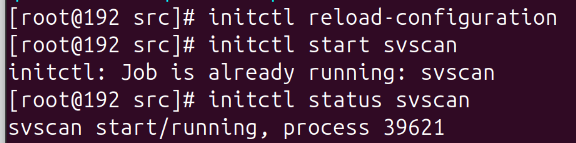 [root@192 src]# initctl reload-configuration
[root@192 src]# initctl start svscan
initctl: Job is already running: svscan
[root@192 src]# initctl status svscan
svscan start/running, process 39621